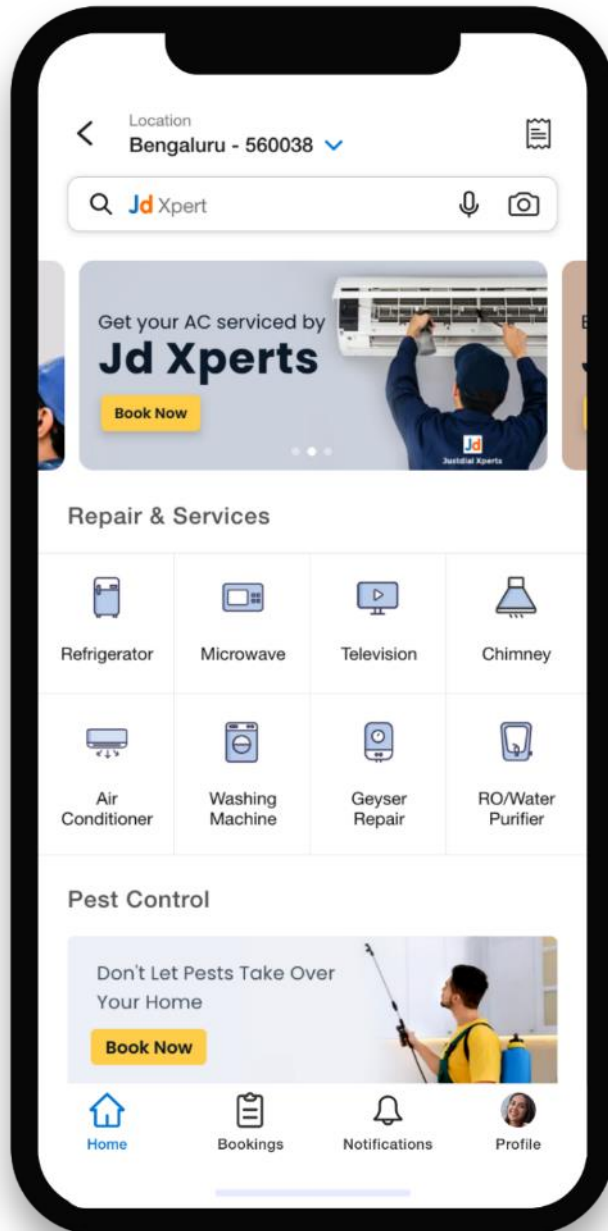 Location
Bengaluru - 560038
Jd Xpert
Get your AC serviced by
Jd Xperts
Book Now
Jd
Justdial Xperts
Repair & Services
Refrigerator
Microwave
Television
Chimney
Air
Conditioner
Washing
Machine
Geyser
Repair
RO/Water
Purifier
Pest Control
Don't Let Pests Take Over
Your Home
Book Now
Home
Bookings
Notifications
Profile